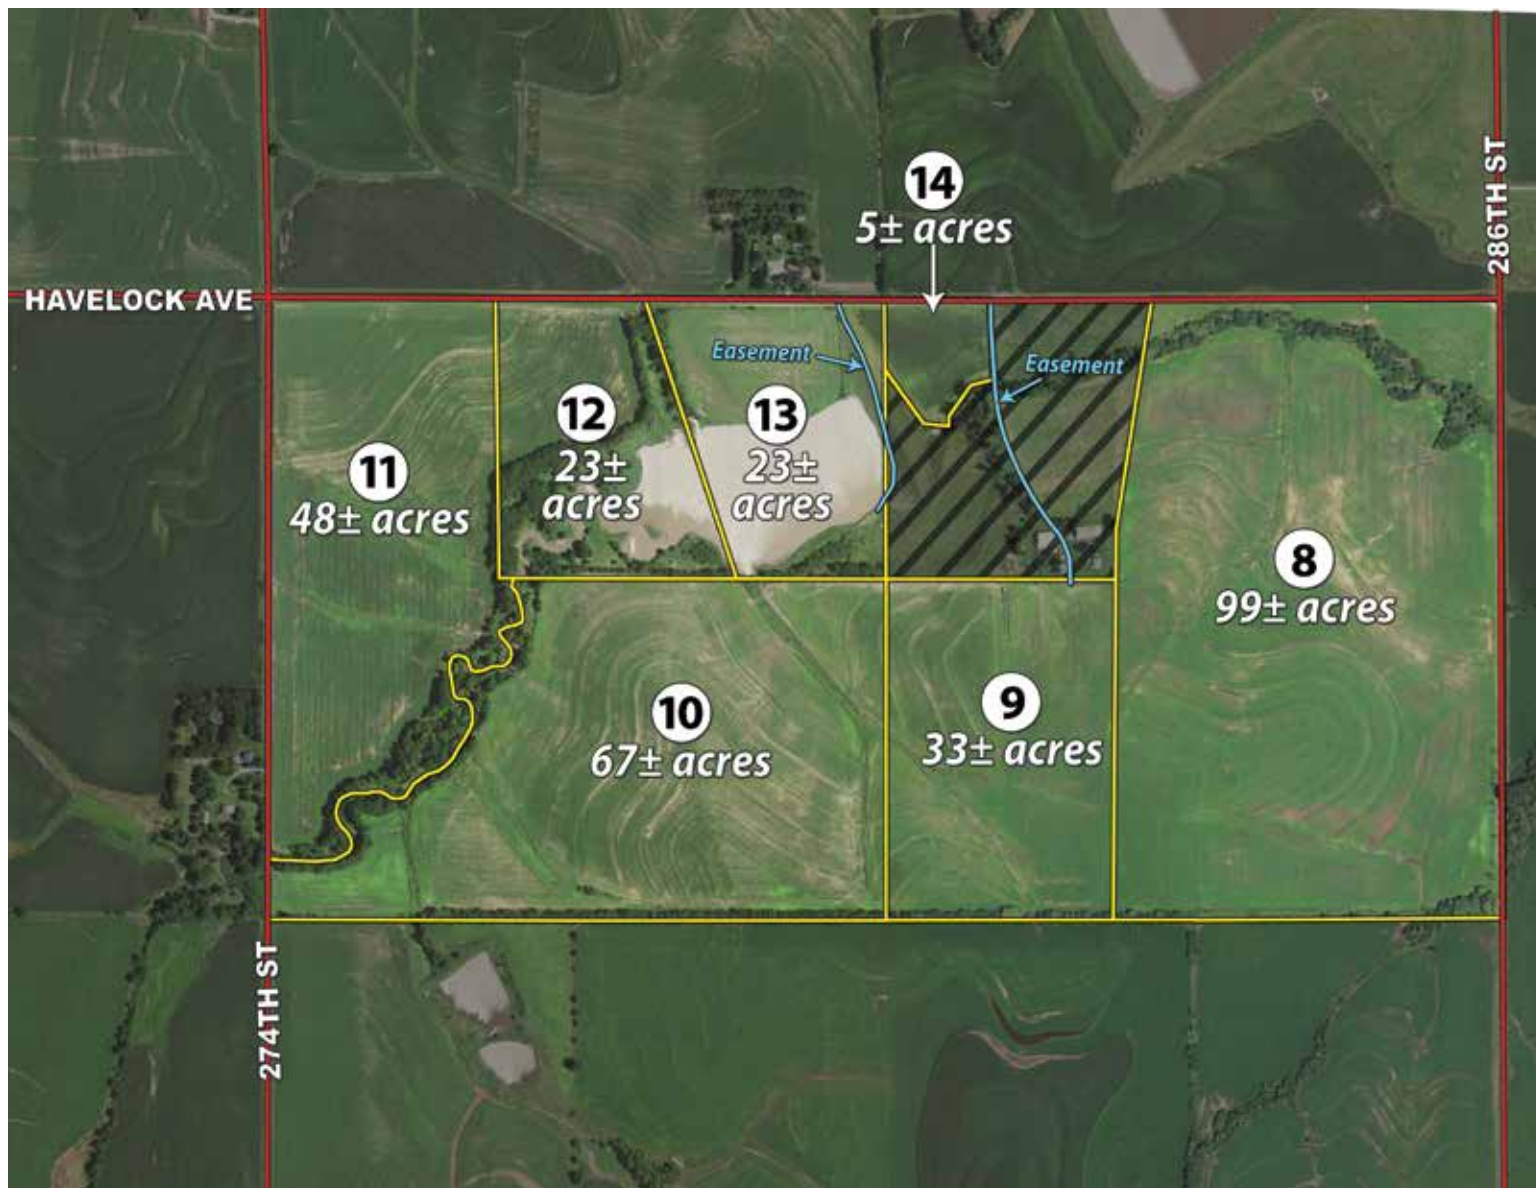 14
5± acres
286TH ST
HAVELOCK AVE
Easement
Easement
12
23±
acres
13
23±
acres
11
48± acres
8
99± acres
10
67± acres
9
33± acres
274TH ST